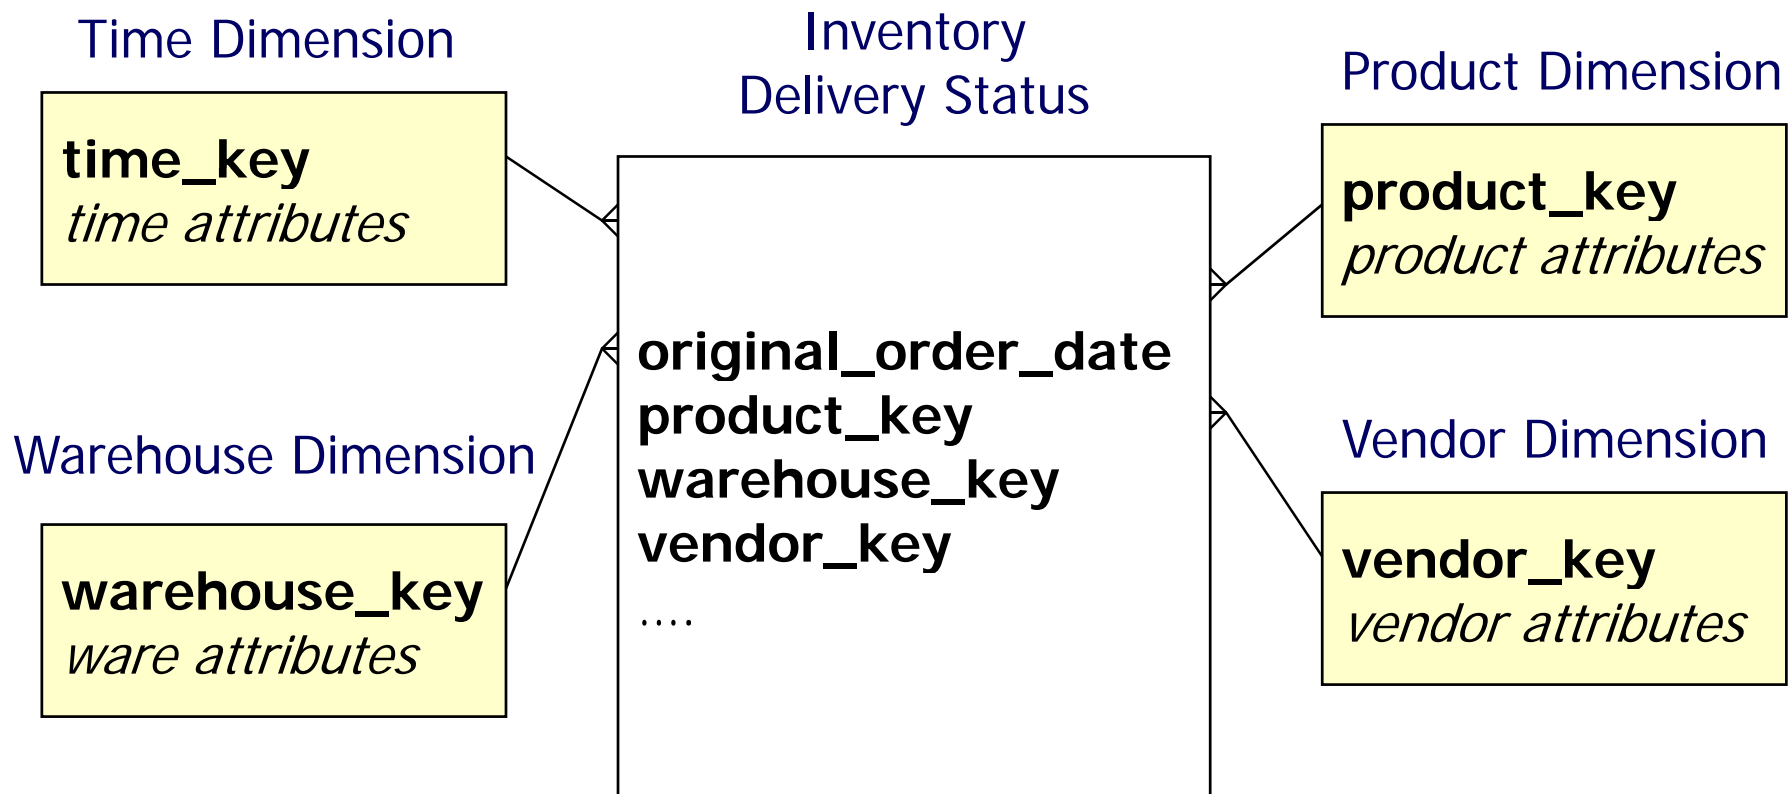 Time Dimension
time_key
time attributes
Warehouse Dimension
warehouse_key
ware attributes
Inventory
Delivery Status
original_order_date
product_key
warehouse_key
vendor_key
....
Product Dimension
product_key
product attributes
Vendor Dimension
vendor_key
vendor attributes